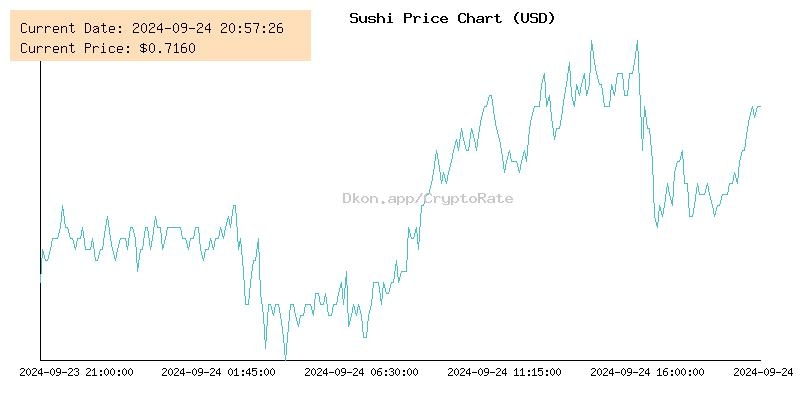 Sushi Price Chart (USD)
Current Date: 2024-09-24 20:57:26
Current Price: $0.7160
Dkon.app/CryptoRate
2024-09-23 21:00:00 2024-09-24 01:45:00 2024-09-24 06:30:00 2024-09-24 11:15:00 2024-09-24 16:00:00 2024-09-24